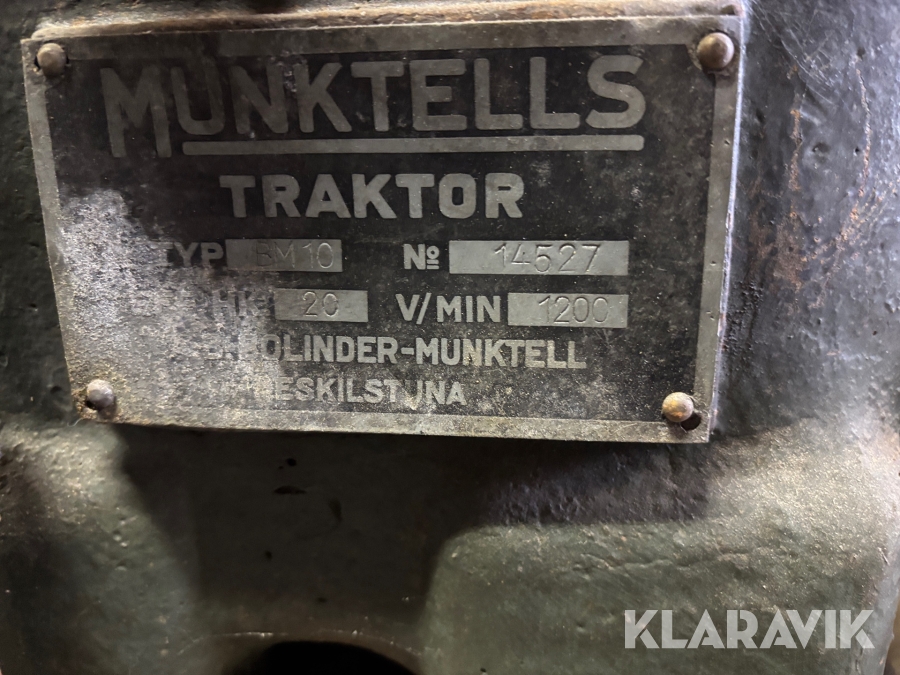 MUNKTELLS
TRAKTOR
TYP BM10 № 14527
HK 20 V/MIN 1200
BOLINDER-MUNKTELL
ESKILSTUNA
KLARAVIK